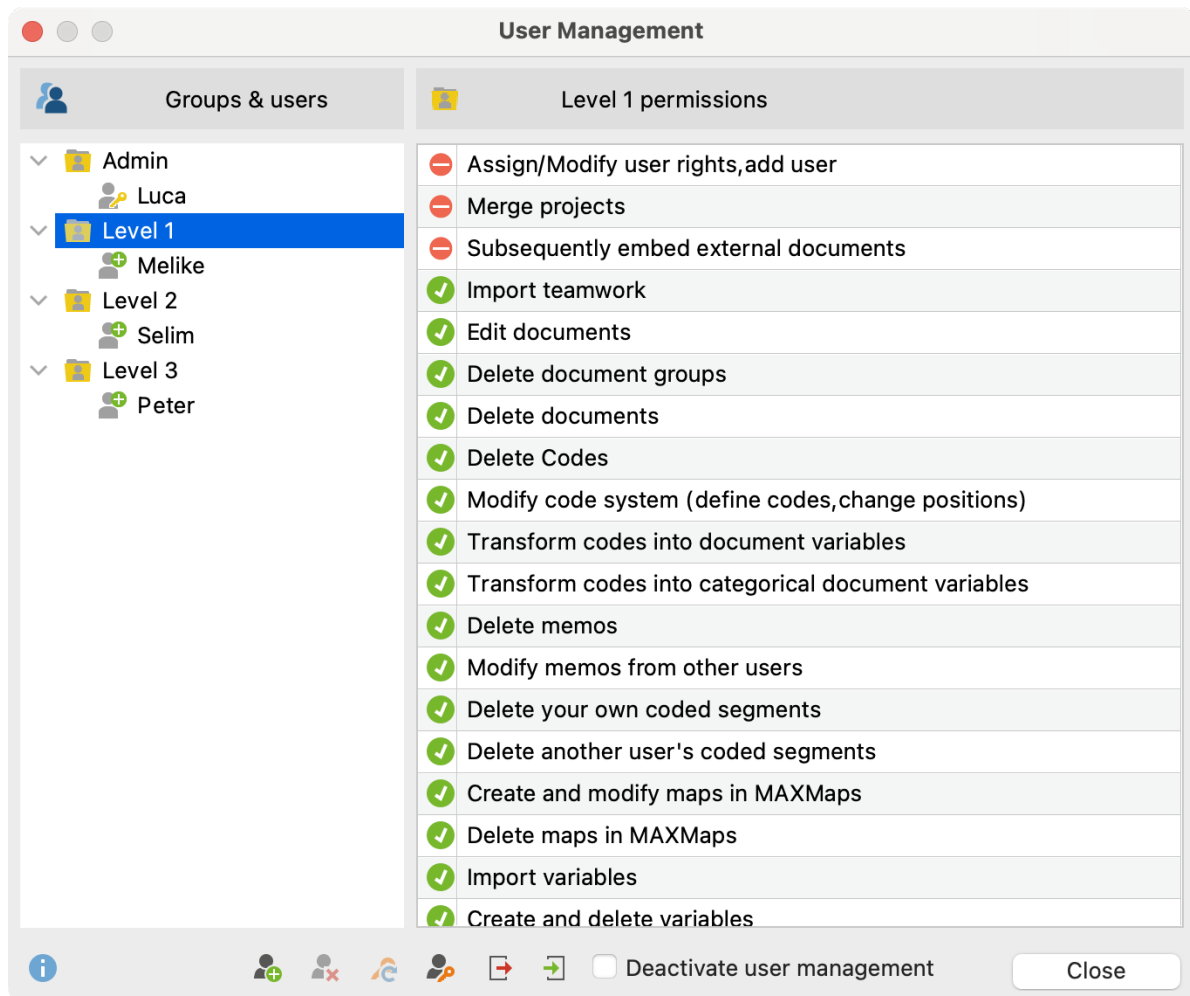 User Management
Groups & users
Level 1 permissions
Admin
Luca
Level 1
Melike
Level 2
Selim
Level 3
Peter
Assign/Modify user rights,add user
Merge projects
Subsequently embed external documents
Import teamwork
Edit documents
Delete document groups
Delete documents
Delete Codes
Modify code system (define codes,change positions)
Transform codes into document variables
Transform codes into categorical document variables
Delete memos
Modify memos from other users
Delete your own coded segments
Delete another user's coded segments
Create and modify maps in MAXMaps
Delete maps in MAXMaps
Import variables
Create and delete variables
Deactivate user management
Close